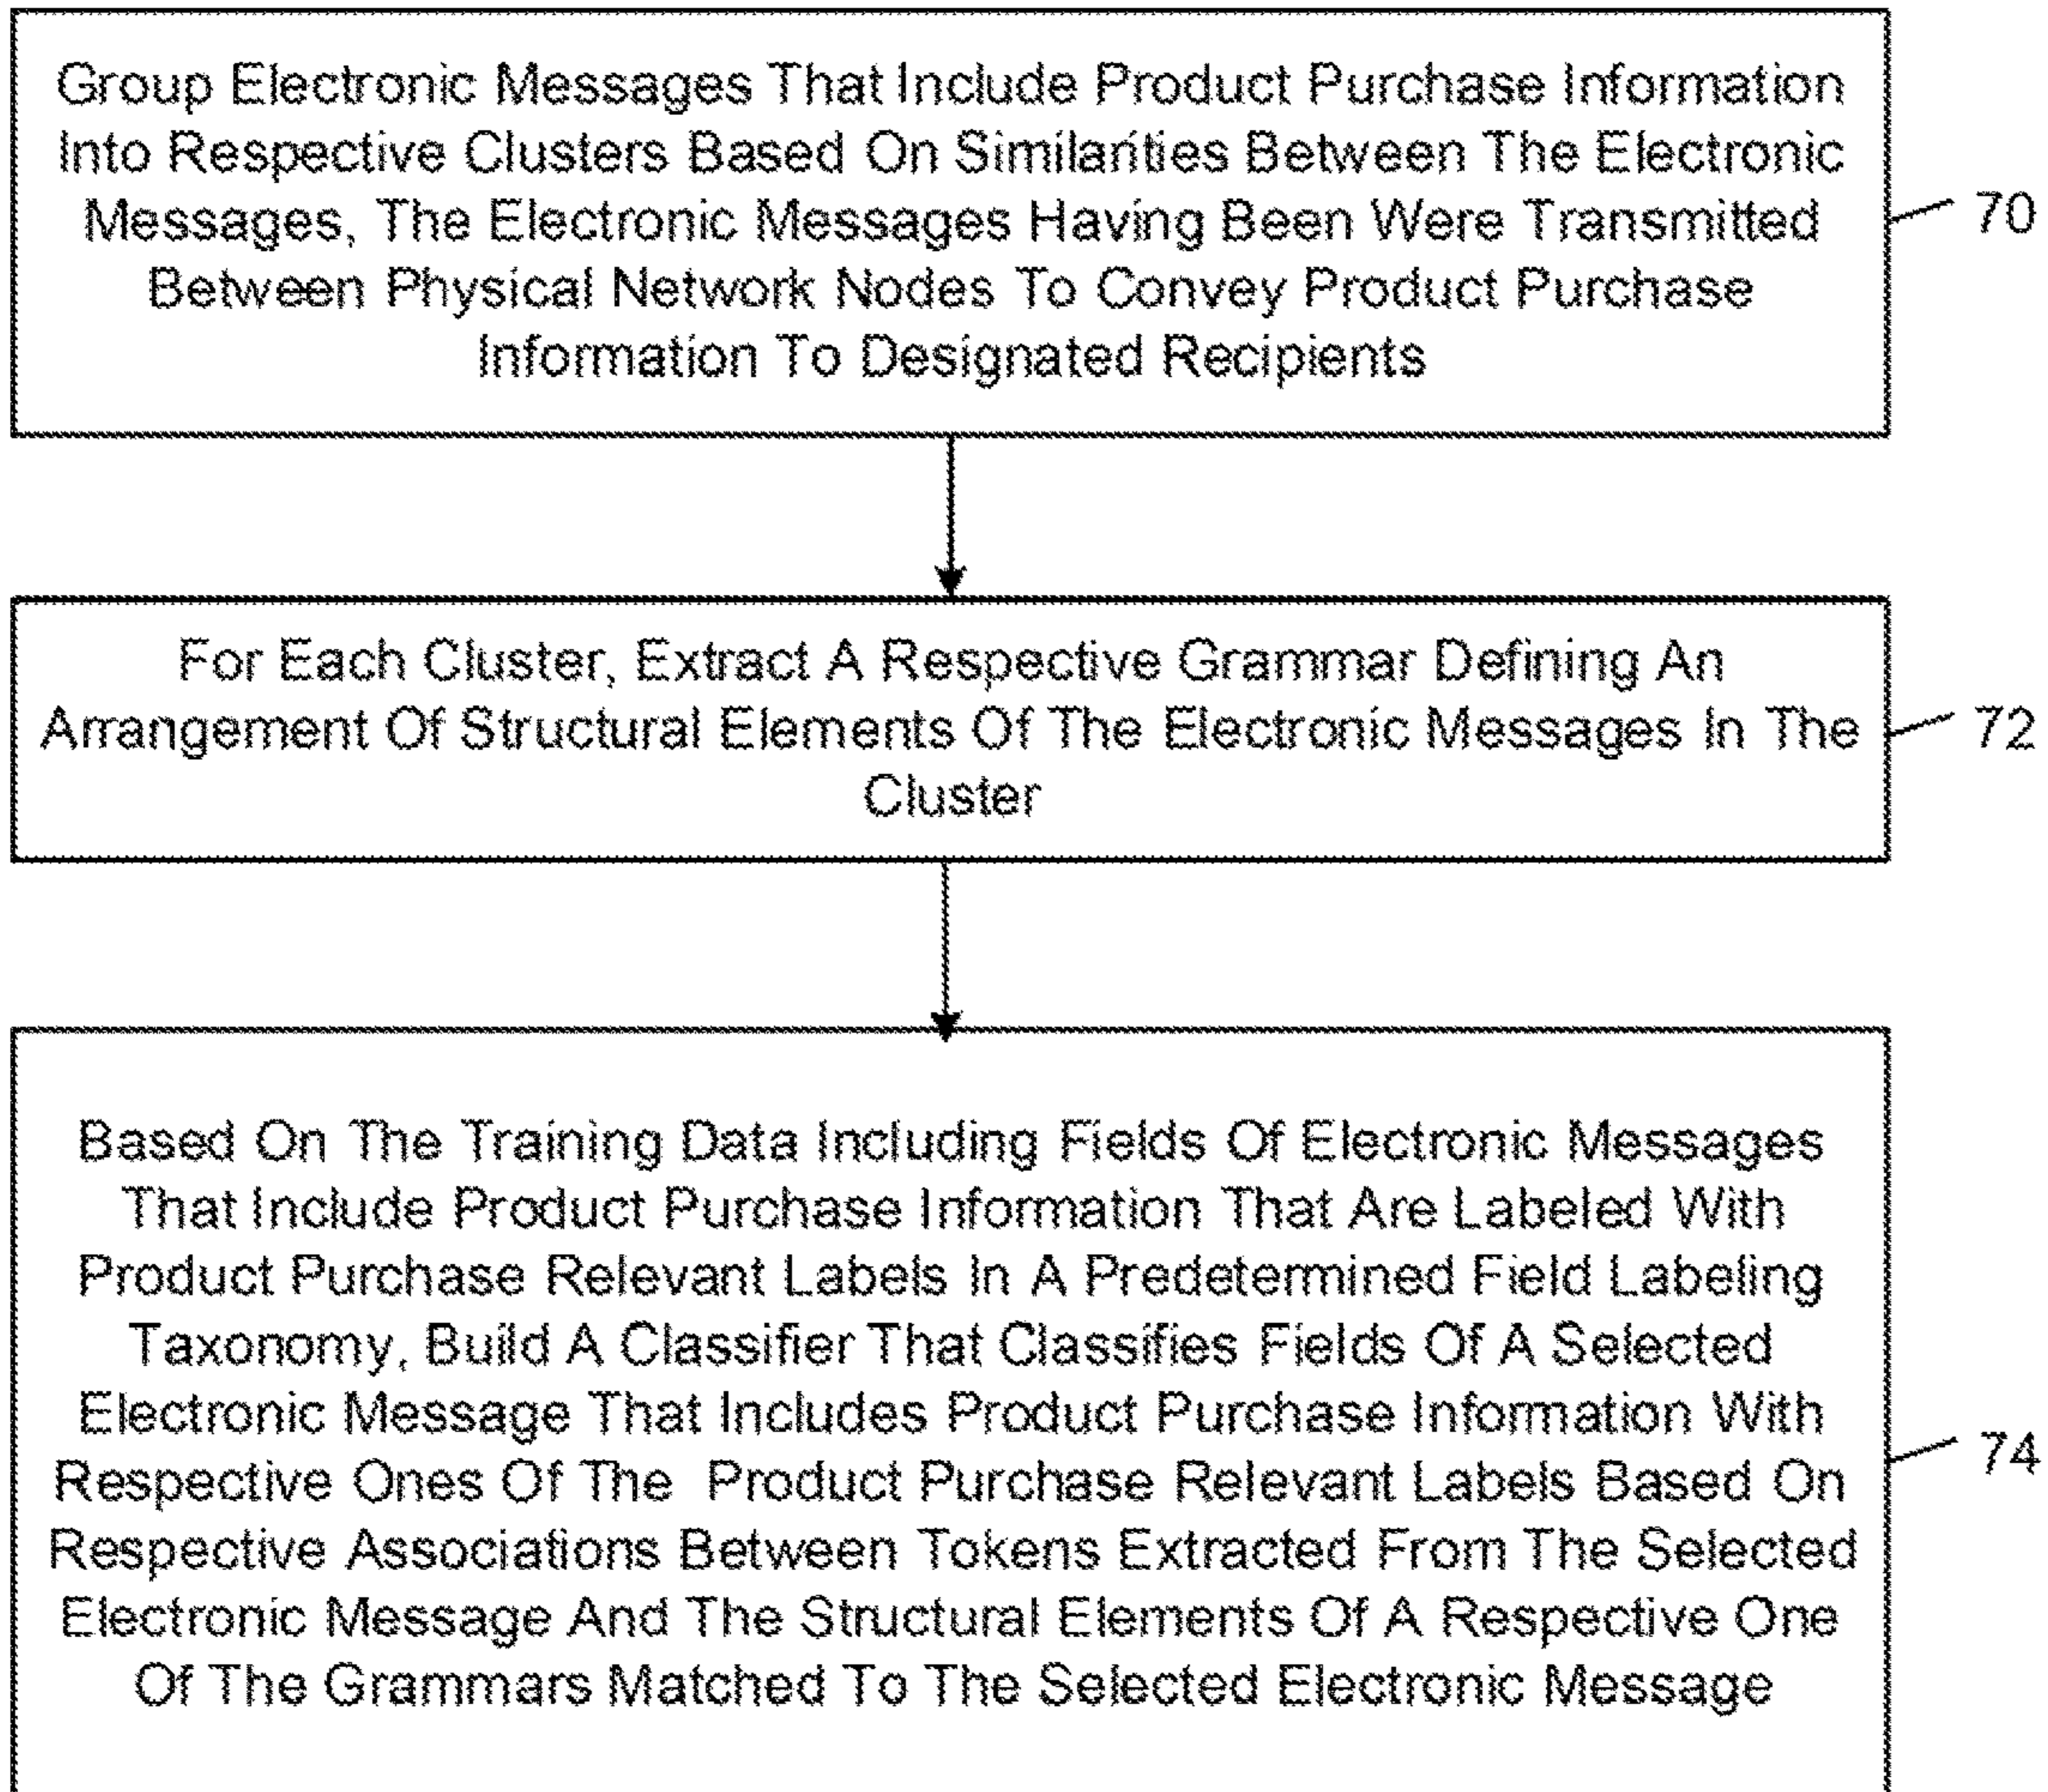 Group Electronic Messages That Include Product Purchase Information
Into Respective Clusters Based On Similarities Between The Electronic
Messages, The Electronic Messages Having Been Were Transmitted
Between Physical Network Nodes To Convey Product Purchase
Information To Designated Recipients
70
For Each Cluster, Extract A Respective Grammar Defining An
Arrangement Of Structural Elements Of The Electronic Messages In The
Cluster
72
Based On The Training Data Including Fields Of Electronic Messages
That Include Product Purchase Information That Are Labeled With
Product Purchase Relevant Labels In A Predetermined Field Labeling
Taxonomy, Build A Classifier That Classifies Fields Of A Selected
Electronic Message That Includes Product Purchase Information With
Respective Ones Of The Product Purchase Relevant Labels Based On
Respective Associations Between Tokens Extracted From The Selected
Electronic Message And The Structural Elements Of A Respective One
Of The Grammars Matched To The Selected Electronic Message
74